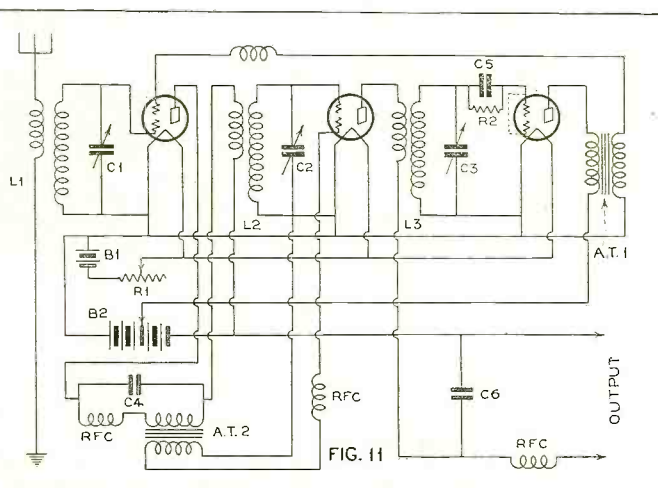 C5
R2
C1
C2
C3
L1
L2
L3
A.T.1
B1
R1
B2
C4
RFC
A.T.2
RFC
C6
OUTPUT
RFC
FIG. 11